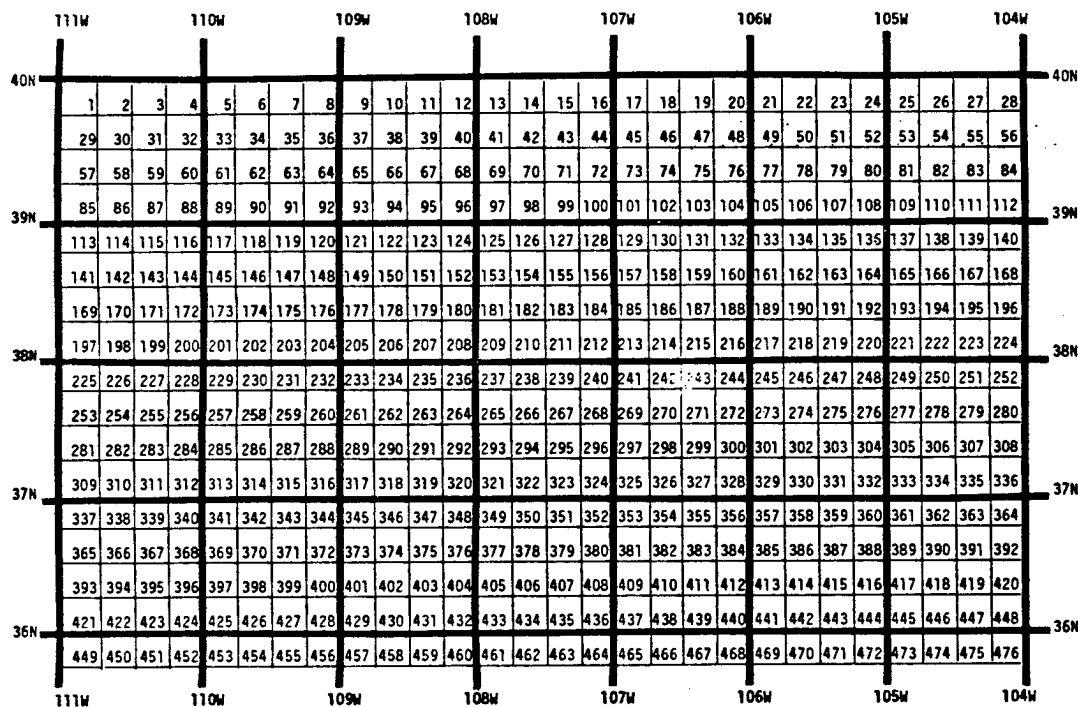 111W 110W 109W 108W 107W 106W 105W 104W
40N 40N
1 2 3 4 5 6 7 8 9 10 11 12 13 14 15 16 17 18 19 20 21 22 23 24 25 26 27 28
29 30 31 32 33 34 35 36 37 38 39 40 41 42 43 44 45 46 47 48 49 50 51 52 53 54 55 56
57 58 59 60 61 62 63 64 65 66 67 68 69 70 71 72 73 74 75 76 77 78 79 80 81 82 83 84
85 86 87 88 89 90 91 92 93 94 95 96 97 98 99 100 101 102 103 104 105 106 107 108 109 110 111 112
39N 39N
113 114 115 116 117 118 119 120 121 122 123 124 125 126 127 128 129 130 131 132 133 134 135 135 137 138 139 140
141 142 143 144 145 146 147 148 149 150 151 152 153 154 155 156 157 158 159 160 161 162 163 164 165 166 167 168
169 170 171 172 173 174 175 176 177 178 179 180 181 182 183 184 185 186 187 188 189 190 191 192 193 194 195 196
197 198 199 200 201 202 203 204 205 206 207 208 209 210 211 212 213 214 215 216 217 218 219 220 221 222 223 224
38N 38N
225 226 227 228 229 230 231 232 233 234 235 236 237 238 239 240 241 243 244 245 246 247 248 249 250 251 252
253 254 255 256 257 258 259 260 261 262 263 264 265 266 267 268 269 270 271 272 273 274 275 276 277 278 279 280
281 282 283 284 285 286 287 288 289 290 291 292 293 294 295 296 297 298 299 300 301 302 303 304 305 306 307 308
309 310 311 312 313 314 315 316 317 318 319 320 321 322 323 324 325 326 327 328 329 330 331 332 333 334 335 336
37N 37N
337 338 339 340 341 342 343 344 345 346 347 348 349 350 351 352 353 354 355 356 357 358 359 360 361 362 363 364
365 366 367 368 369 370 371 372 373 374 375 376 377 378 379 380 381 382 383 384 385 386 387 388 389 390 391 392
393 394 395 396 397 398 399 400 401 402 403 404 405 406 407 408 409 410 411 412 413 414 415 416 417 418 419 420
421 422 423 424 425 426 427 428 429 430 431 432 433 434 435 436 437 438 439 440 441 442 443 444 445 446 447 448
36N 36N
449 450 451 452 453 454 455 456 457 458 459 460 461 462 463 464 465 466 467 468 469 470 471 472 473 474 475 476
111W 110W 109W 108W 107W 106W 105W 104W